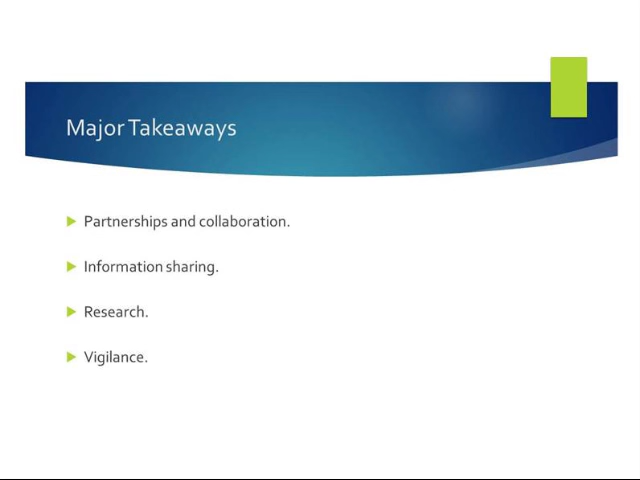 Major Takeaways
Partnerships and collaboration.
Information sharing.
Research.
Vigilance.